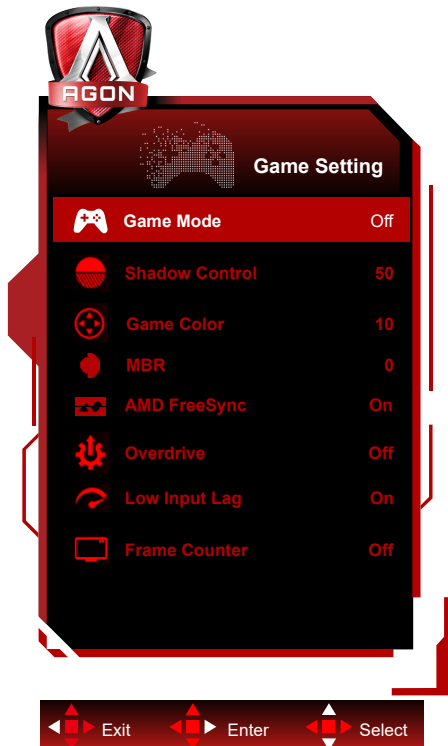 AGON
Game Setting
Game Mode Off
Shadow Control 50
Game Color 10
MBR 0
AMD FreeSync On
Overdrive Off
Low Input Lag On
Frame Counter Off
Exit Enter Select